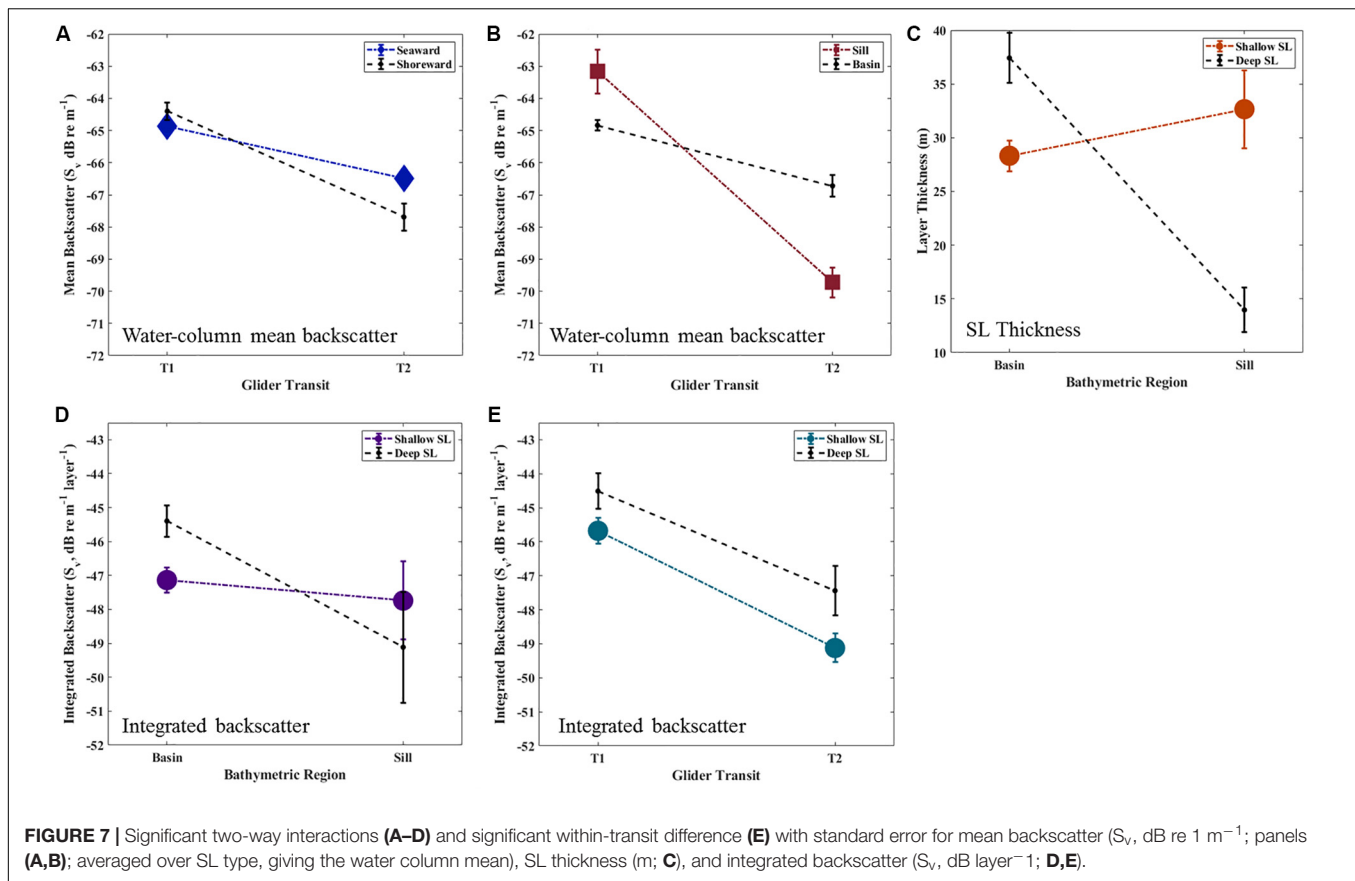 A
Seaward
Shoreward
-62
-63
-64
-65
-66
-67
-68
-69
-70
-71
-72
Mean Backscatter (Sv, dB re m-1)
Water-column mean backscatter
T1
T2
Glider Transit
B
Sill
Basin
-62
-63
-64
-65
-66
-67
-68
-69
-70
-71
-72
Mean Backscatter (Sv dB re m-1)
Water-column mean backscatter
T1
T2
Glider Transit
C
Shallow SL
Deep SL
40
35
30
25
20
15
10
Layer Thickness (m)
SL Thickness
Basin
Sill
Bathymetric Region
D
Shallow SL
Deep SL
-43
-44
-45
-46
-47
-48
-49
-50
-51
-52
Integrated Backscatter (Sv, dB re m-1 layer-1)
Integrated backscatter
Basin
Sill
Bathymetric Region
E
Shallow SL
Deep SL
-43
-44
-45
-46
-47
-48
-49
-50
-51
-52
Integrated Backscatter (Sv, dB re m-1 layer-1)
Integrated backscatter
T1
T2
Glider Transit
FIGURE 7 | Significant two-way interactions (A–D) and significant within-transit difference (E) with standard error for mean backscatter (Sv, dB re 1 m−1; panels
(A,B); averaged over SL type, giving the water column mean), SL thickness (m; C), and integrated backscatter (Sv, dB layer−1; D,E).